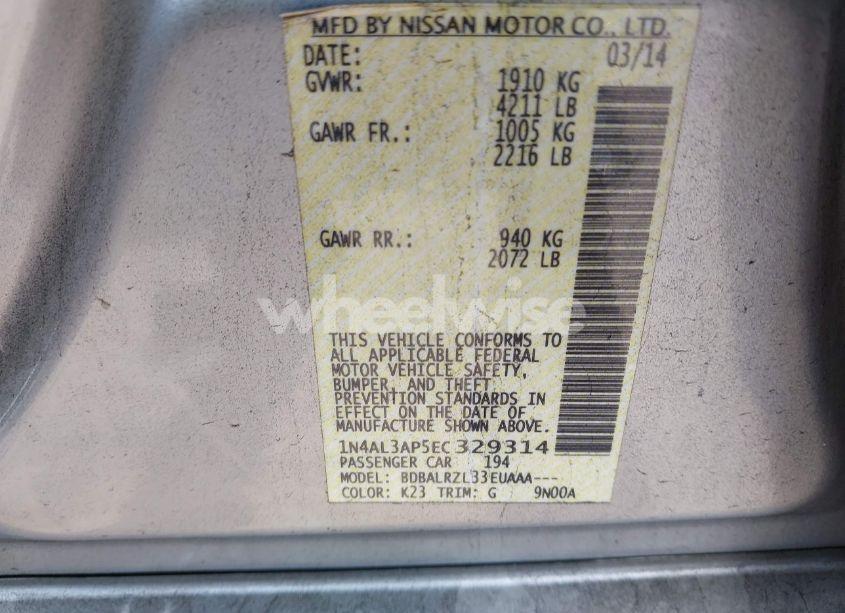 MFD BY NISSAN MOTOR CO., LTD.
DATE: 03/14
GVWR: 1910 KG
4211 LB
GAWR FR.: 1005 KG
2216 LB
GAWR RR.: 940 KG
2072 LB
wheelwise
THIS VEHICLE CONFORMS TO
ALL APPLICABLE FEDERAL
MOTOR VEHICLE SAFETY,
BUMPER, AND THEFT
PREVENTION STANDARDS IN
EFFECT ON THE DATE OF
MANUFACTURE SHOWN ABOVE.
1N4AL3AP5EC329314
PASSENGER CAR 194
MODEL: BDBALRZL33EUAAA---
COLOR: K23 TRIM: G 9N00A